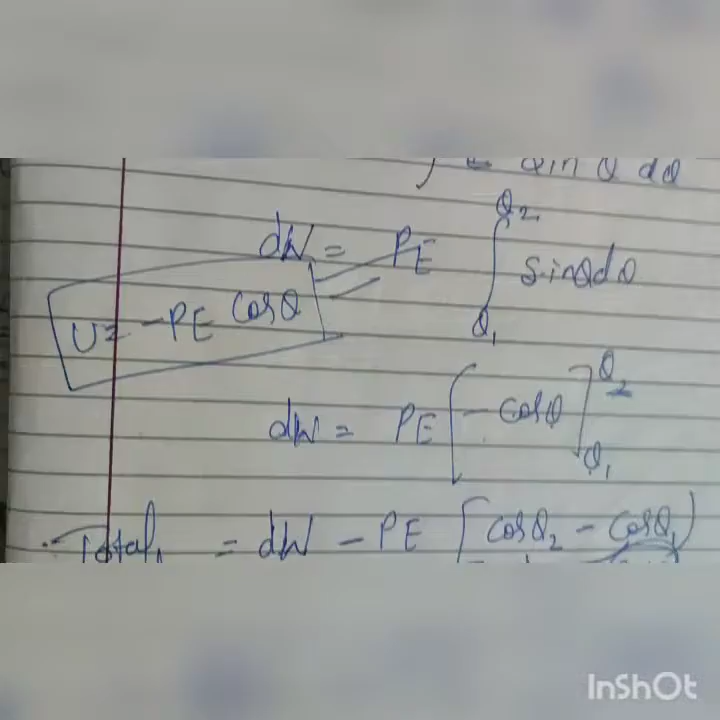 sin θ dθ
dW = PE ∫ θ₂ θ₁ sinθdθ
U = -PE cosθ
dW = PE [-cosθ] θ₂ θ₁
Total = dW - PE [cosθ₂ - cosθ₁]
InShOt